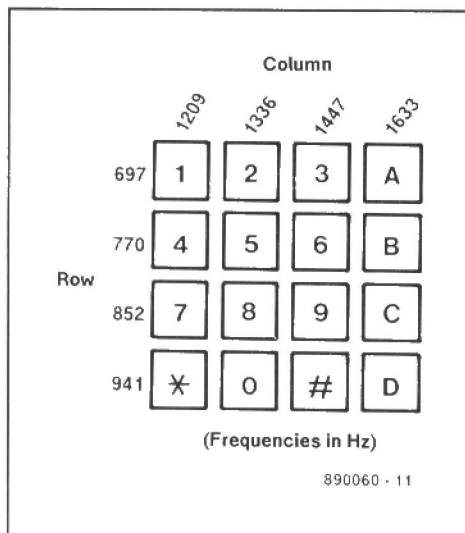 Column
1209 1336 1447 1633
697 1 2 3 A
770 4 5 6 B
Row
852 7 8 9 C
941 * 0 # D
(Frequencies in Hz)
890060 - 11